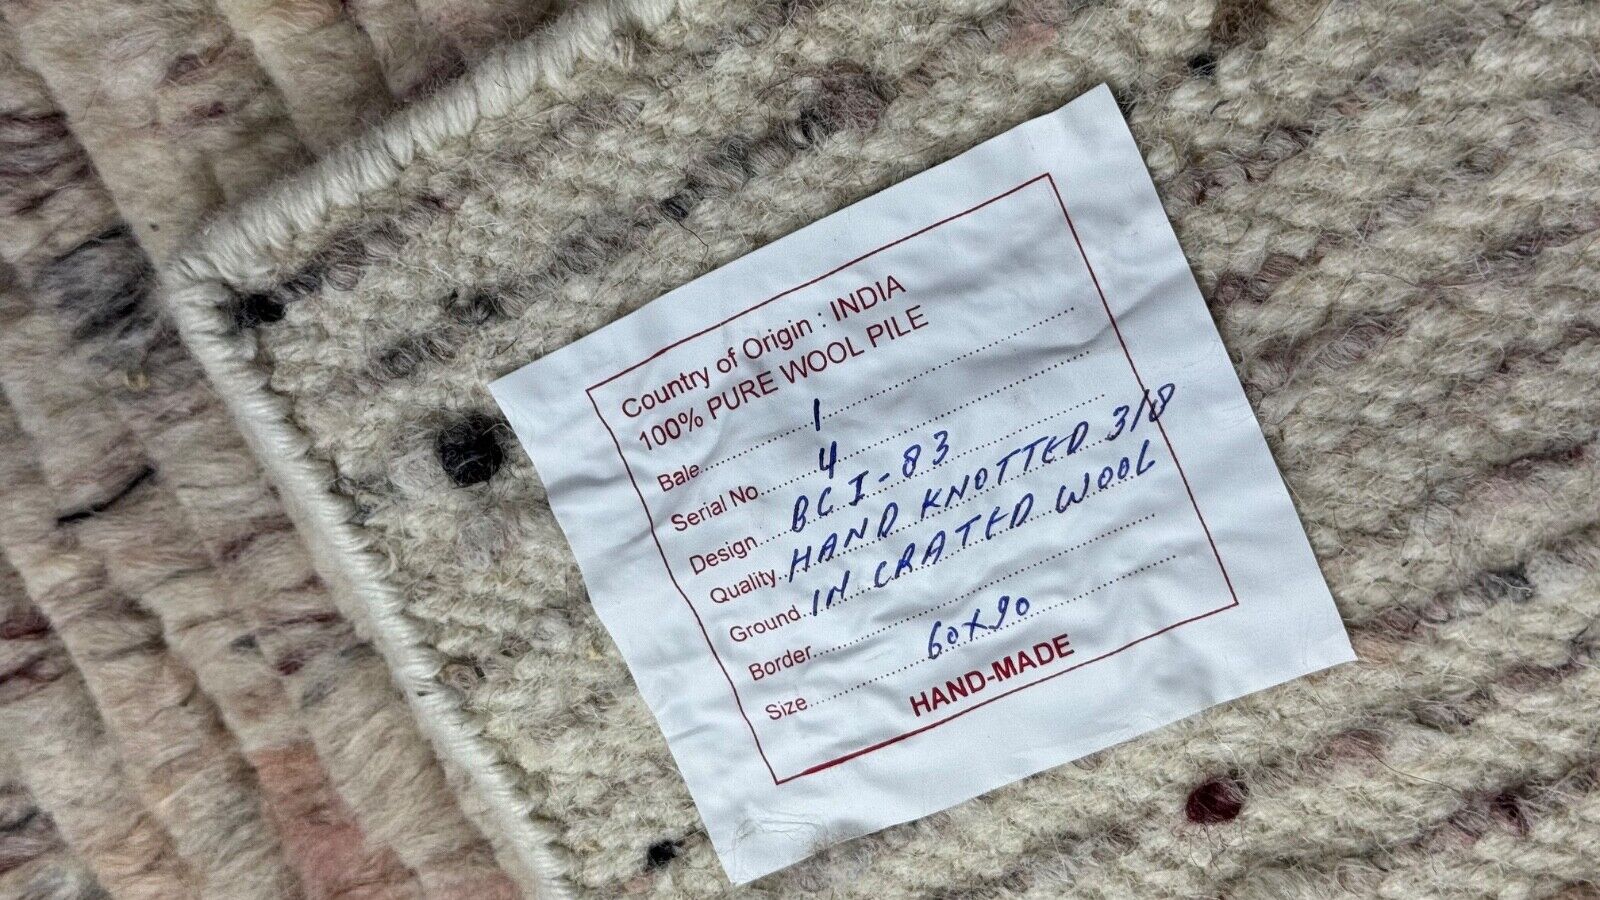 Country of Origin : INDIA
100% PURE WOOL PILE
Bale..........1..........
Serial No......4..........
Design....BCI-83..........
Quality..HAND KNOTTED 3/8
Ground..IN CRATED WOOL
Border....................
Size..........60X90..........
HAND-MADE